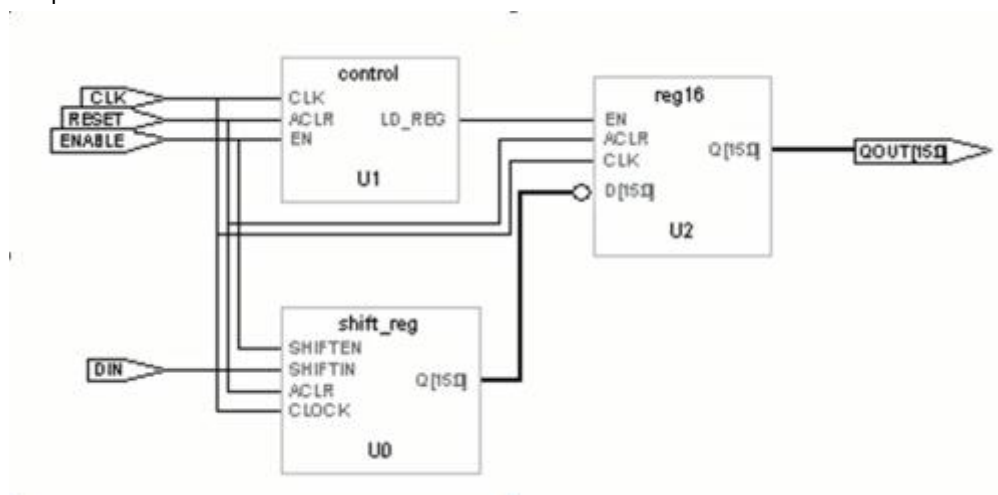 control
CLK
RESET
ENABLE
CLK
ACLR
EN
LD_REG
U1
reg16
EN
ACLR
CLK
D[15:0]
Q[15:0]
QOUT[15:0]
U2
shift_reg
DIN
SHIFTEN
SHIFTIN
ACLR
CLOCK
Q[15:0]
U0